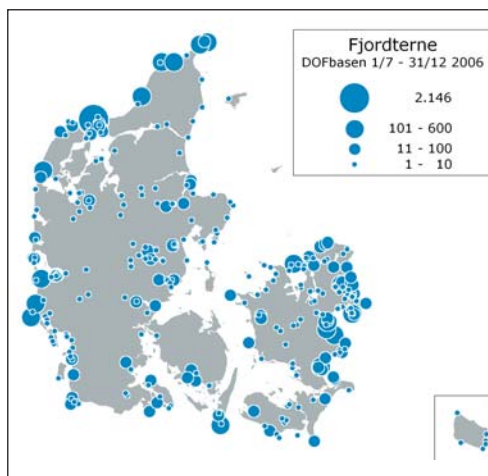 Fjordterne
DOFbasen 1/7 - 31/12 2006
2.146
101 - 600
11 - 100
1 - 10